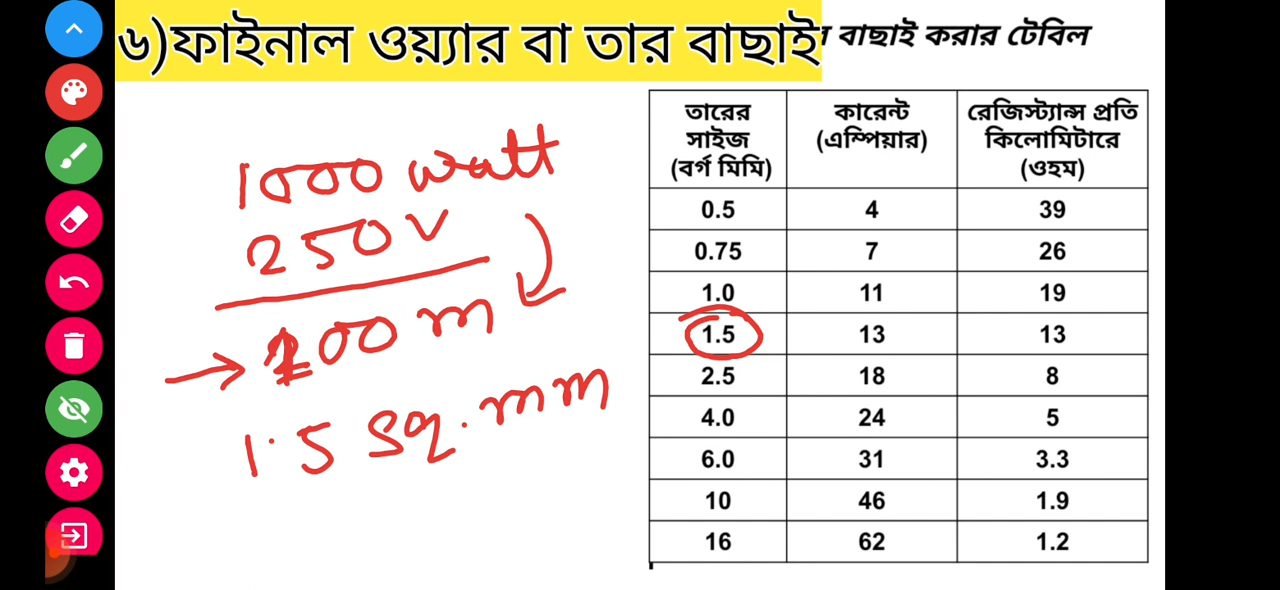 ৬)ফাইনাল ওয়্যার বা তার বাছাই
বাছাই করার টেবিল
1000 watt
250 V
100 m
1.5 sq.mm
তারের সাইজ (বর্গ মিমি) কারেন্ট (এম্পিয়ার) রেজিস্ট্যান্স প্রতি কিলোমিটারে (ওহম)
0.5 4 39
0.75 7 26
1.0 11 19
1.5 13 13
2.5 18 8
4.0 24 5
6.0 31 3.3
10 46 1.9
16 62 1.2